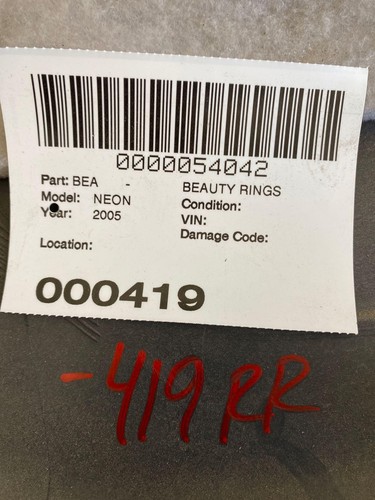 0000054042
Part: BEA - BEAUTY RINGS
Model: NEON Condition:
Year: 2005 VIN:
Damage Code:
Location:
000419
-419 RR